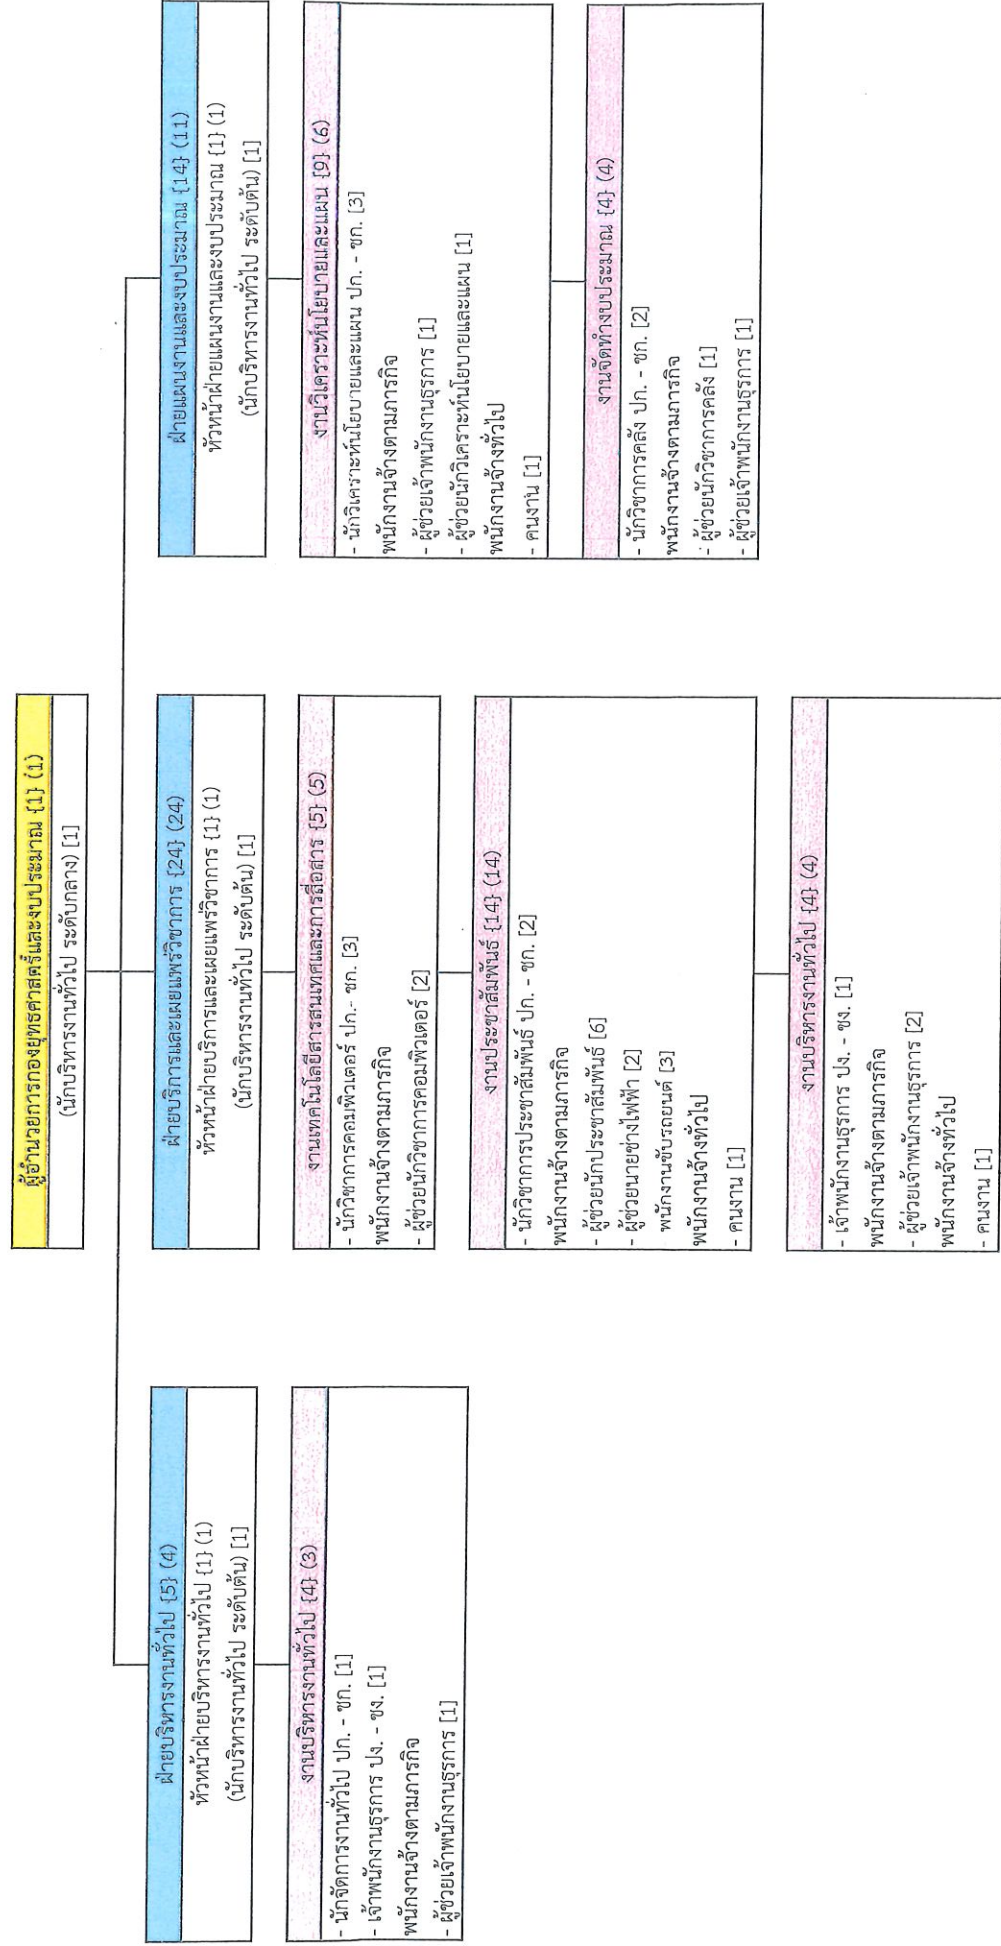 ผู้อำนวยการกองยุทธศาสตร์และงบประมาณ {1} (1)
(นักบริหารงานทั่วไป ระดับกลาง) [1]
ฝ่ายบริหารงานทั่วไป {5} (4)
หัวหน้าฝ่ายบริหารงานทั่วไป {1} (1)
(นักบริหารงานทั่วไป ระดับต้น) [1]
งานบริหารงานทั่วไป {4} (3)
- นักจัดการงานทั่วไป ปก. - ชก. [1]
- เจ้าพนักงานธุรการ ปง. - ชง. [1]
พนักงานจ้างตามภารกิจ
- ผู้ช่วยเจ้าพนักงานธุรการ [1]
ฝ่ายบริการและเผยแพร่วิชาการ {24} (24)
หัวหน้าฝ่ายบริการและเผยแพร่วิชาการ {1} (1)
(นักบริหารงานทั่วไป ระดับต้น) [1]
งานเทคโนโลยีสารสนเทศและการสื่อสาร {5} (5)
- นักวิชาการคอมพิวเตอร์ ปก.- ชก. [3]
พนักงานจ้างตามภารกิจ
- ผู้ช่วยนักวิชาการคอมพิวเตอร์ [2]
งานประชาสัมพันธ์ {14} (14)
- นักวิชาการประชาสัมพันธ์ ปก. - ชก. [2]
พนักงานจ้างตามภารกิจ
- ผู้ช่วยนักประชาสัมพันธ์ [6]
- ผู้ช่วยนายช่างไฟฟ้า [2]
พนักงานขับรถยนต์ [3]
พนักงานจ้างทั่วไป
- คนงาน [1]
งานบริหารงานทั่วไป {4} (4)
- เจ้าพนักงานธุรการ ปง. - ชง. [1]
พนักงานจ้างตามภารกิจ
- ผู้ช่วยเจ้าพนักงานธุรการ [2]
พนักงานจ้างทั่วไป
- คนงาน [1]
ฝ่ายแผนงานและงบประมาณ {14} (11)
หัวหน้าฝ่ายแผนงานและงบประมาณ {1} (1)
(นักบริหารงานทั่วไป ระดับต้น) [1]
งานวิเคราะห์นโยบายและแผน {9} (6)
- นักวิเคราะห์นโยบายและแผน ปก. - ชก. [3]
พนักงานจ้างตามภารกิจ
- ผู้ช่วยเจ้าพนักงานธุรการ [1]
- ผู้ช่วยนักวิเคราะห์นโยบายและแผน [1]
พนักงานจ้างทั่วไป
- คนงาน [1]
งานจัดทำงบประมาณ {4} (4)
- นักวิชาการคลัง ปก. - ชก. [2]
พนักงานจ้างตามภารกิจ
- ผู้ช่วยนักวิชาการคลัง [1]
- ผู้ช่วยเจ้าพนักงานธุรการ [1]